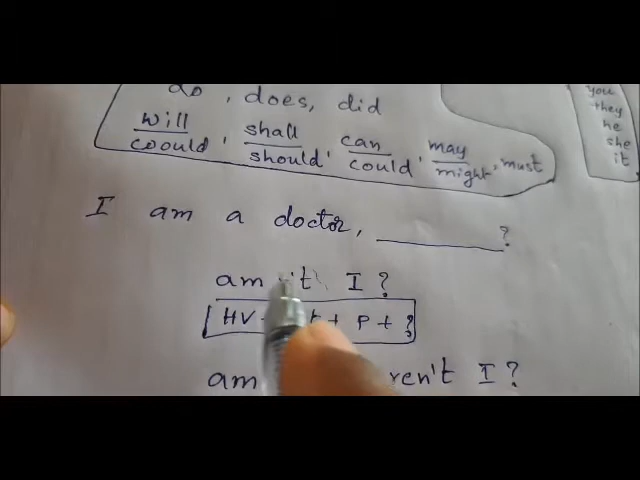 do, does, did
will shall can may
coould, should, could, might, must
you
they
he
she
it
I am a doctor, ________?
am I?
HV + P + ?
am ren't I?